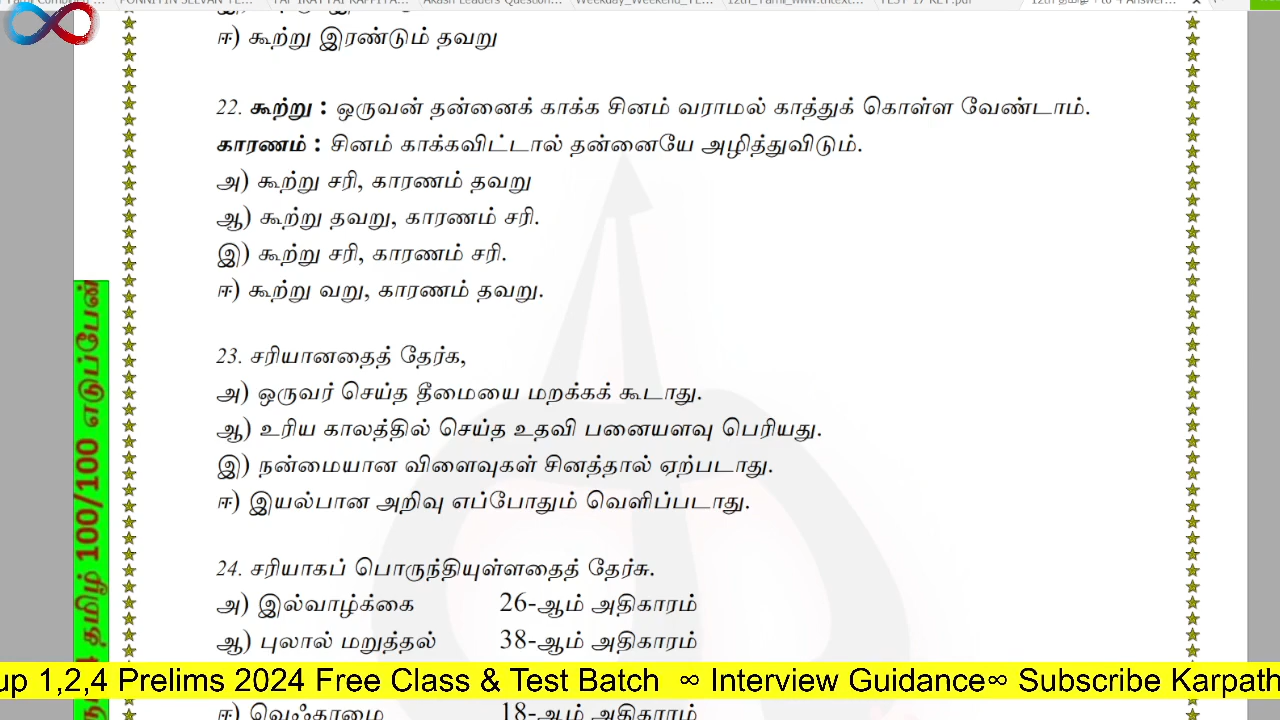 ஈ) கூற்று இரண்டும் தவறு
22. கூற்று : ஒருவன் தன்னைக் காக்க சினம் வராமல் காத்துக் கொள்ள வேண்டாம்.
காரணம் : சினம் காக்கவிட்டால் தன்னையே அழித்துவிடும்.
அ) கூற்று சரி, காரணம் தவறு
ஆ) கூற்று தவறு, காரணம் சரி.
இ) கூற்று சரி, காரணம் சரி.
ஈ) கூற்று வறு, காரணம் தவறு.
23. சரியானதைத் தேர்க,
அ) ஒருவர் செய்த தீமையை மறக்கக் கூடாது.
ஆ) உரிய காலத்தில் செய்த உதவி பனையளவு பெரியது.
இ) நன்மையான விளைவுகள் சினத்தால் ஏற்படாது.
ஈ) இயல்பான அறிவு எப்போதும் வெளிப்படாது.
24. சரியாகப் பொருந்தியுள்ளதைத் தேர்சு.
அ) இல்வாழ்க்கை 26-ஆம் அதிகாரம்
ஆ) புலால் மறுத்தல் 38-ஆம் அதிகாரம்
ஈ) வெஃகாமை 18-ஆம் அதிகாரம்
தமிழ் 100/100 எடுப்பேன்
up 1,2,4 Prelims 2024 Free Class & Test Batch ∞ Interview Guidance∞ Subscribe Karpath